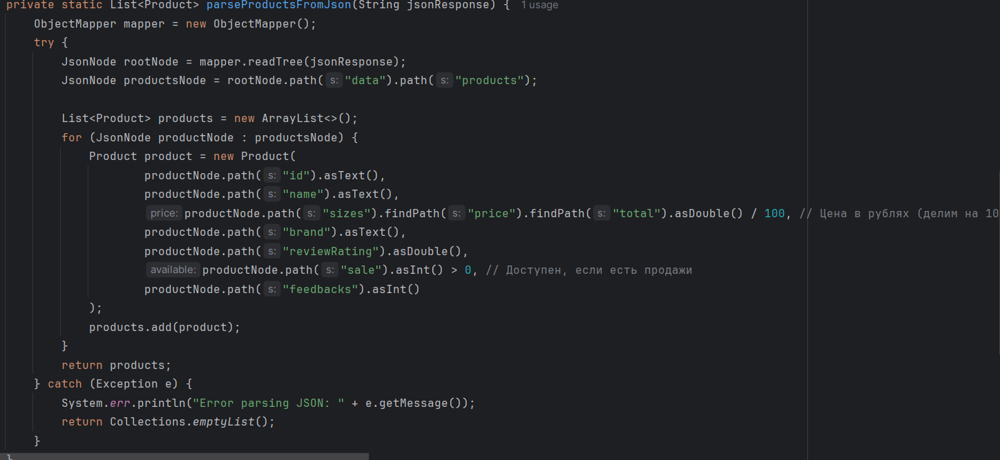 private static List<Product> parseProductsFromJson(String jsonResponse) { 1 usage
ObjectMapper mapper = new ObjectMapper();
try {
JsonNode rootNode = mapper.readTree(jsonResponse);
JsonNode productsNode = rootNode.path( s: "data").path( s: "products");
List<Product> products = new ArrayList<>();
for (JsonNode productNode : productsNode) {
Product product = new Product(
productNode.path( s: "id").asText(),
productNode.path( s: "name").asText(),
price: productNode.path( s: "sizes").findPath( s: "price").findPath( s: "total").asDouble() / 100, // Цена в рублях (делим на 10
productNode.path( s: "brand").asText(),
productNode.path( s: "reviewRating").asDouble(),
available: productNode.path( s: "sale").asInt() > 0, // Доступен, если есть продажи
productNode.path( s: "feedbacks").asInt()
);
products.add(product);
}
return products;
} catch (Exception e) {
System.err.println("Error parsing JSON: " + e.getMessage());
return Collections.emptyList();
}
}